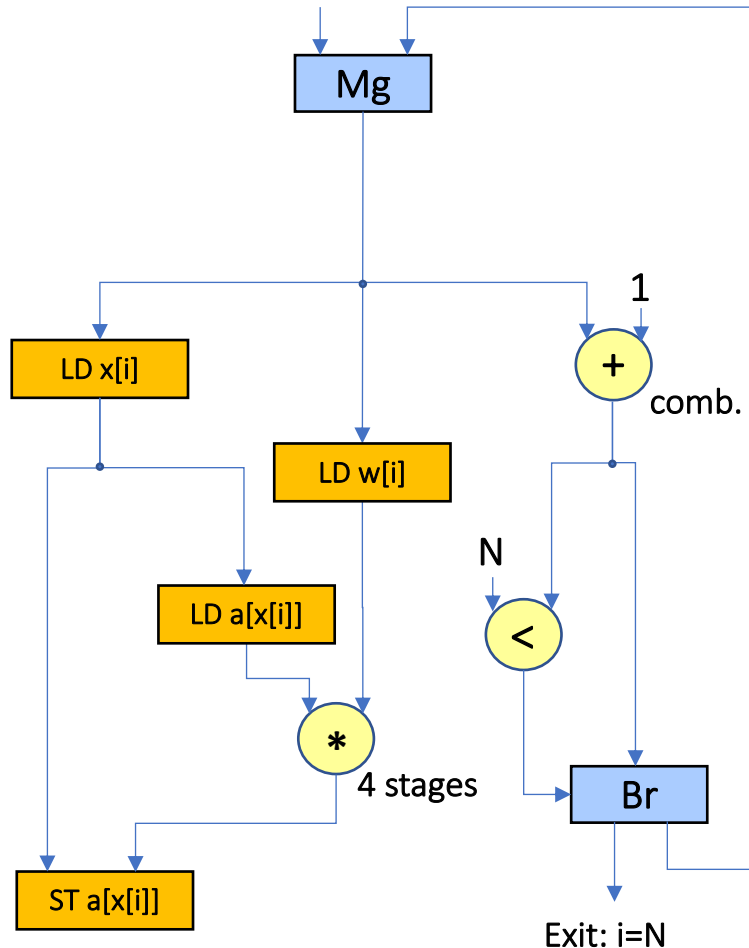 Mg
1
LD x[i]
+
comb.
LD w[i]
N
LD a[x[i]]
<
*
4 stages
Br
ST a[x[i]]
Exit: i=N